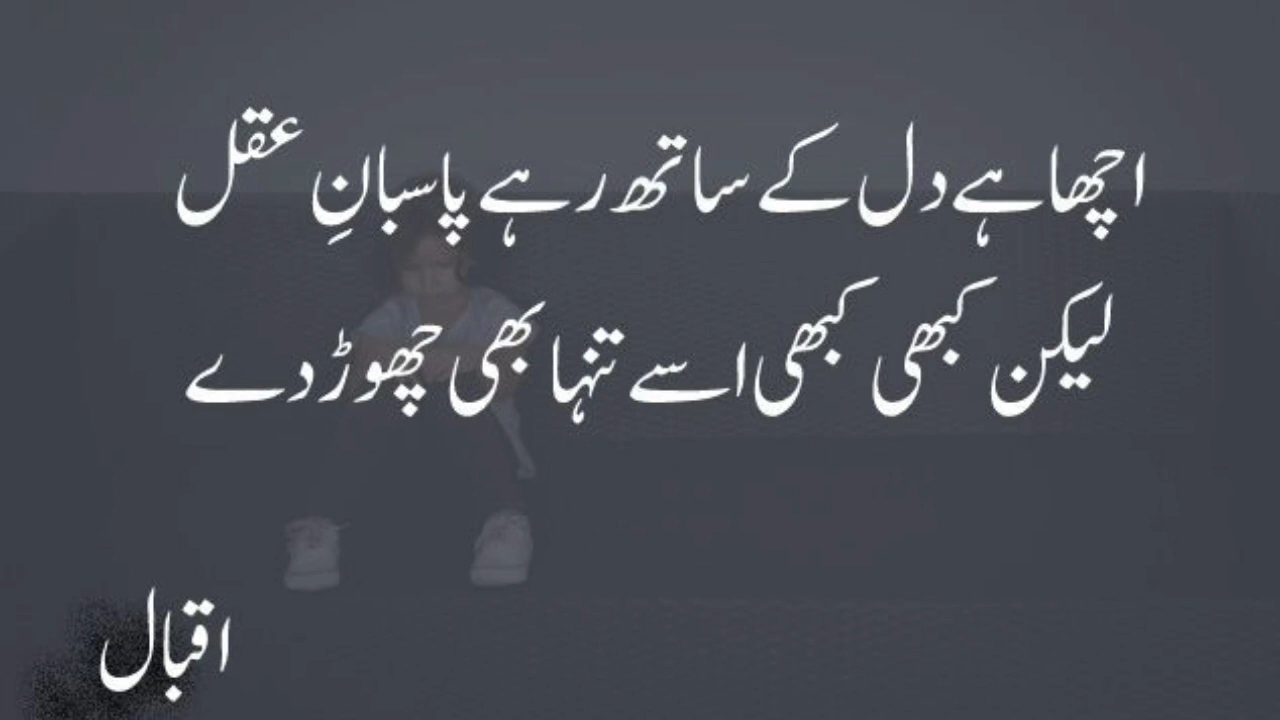 اچھا ہے دل کے ساتھ رہے پاسبانِ عقل
لیکن کبھی کبھی اسے تنہا بھی چھوڑ دے
اقبال